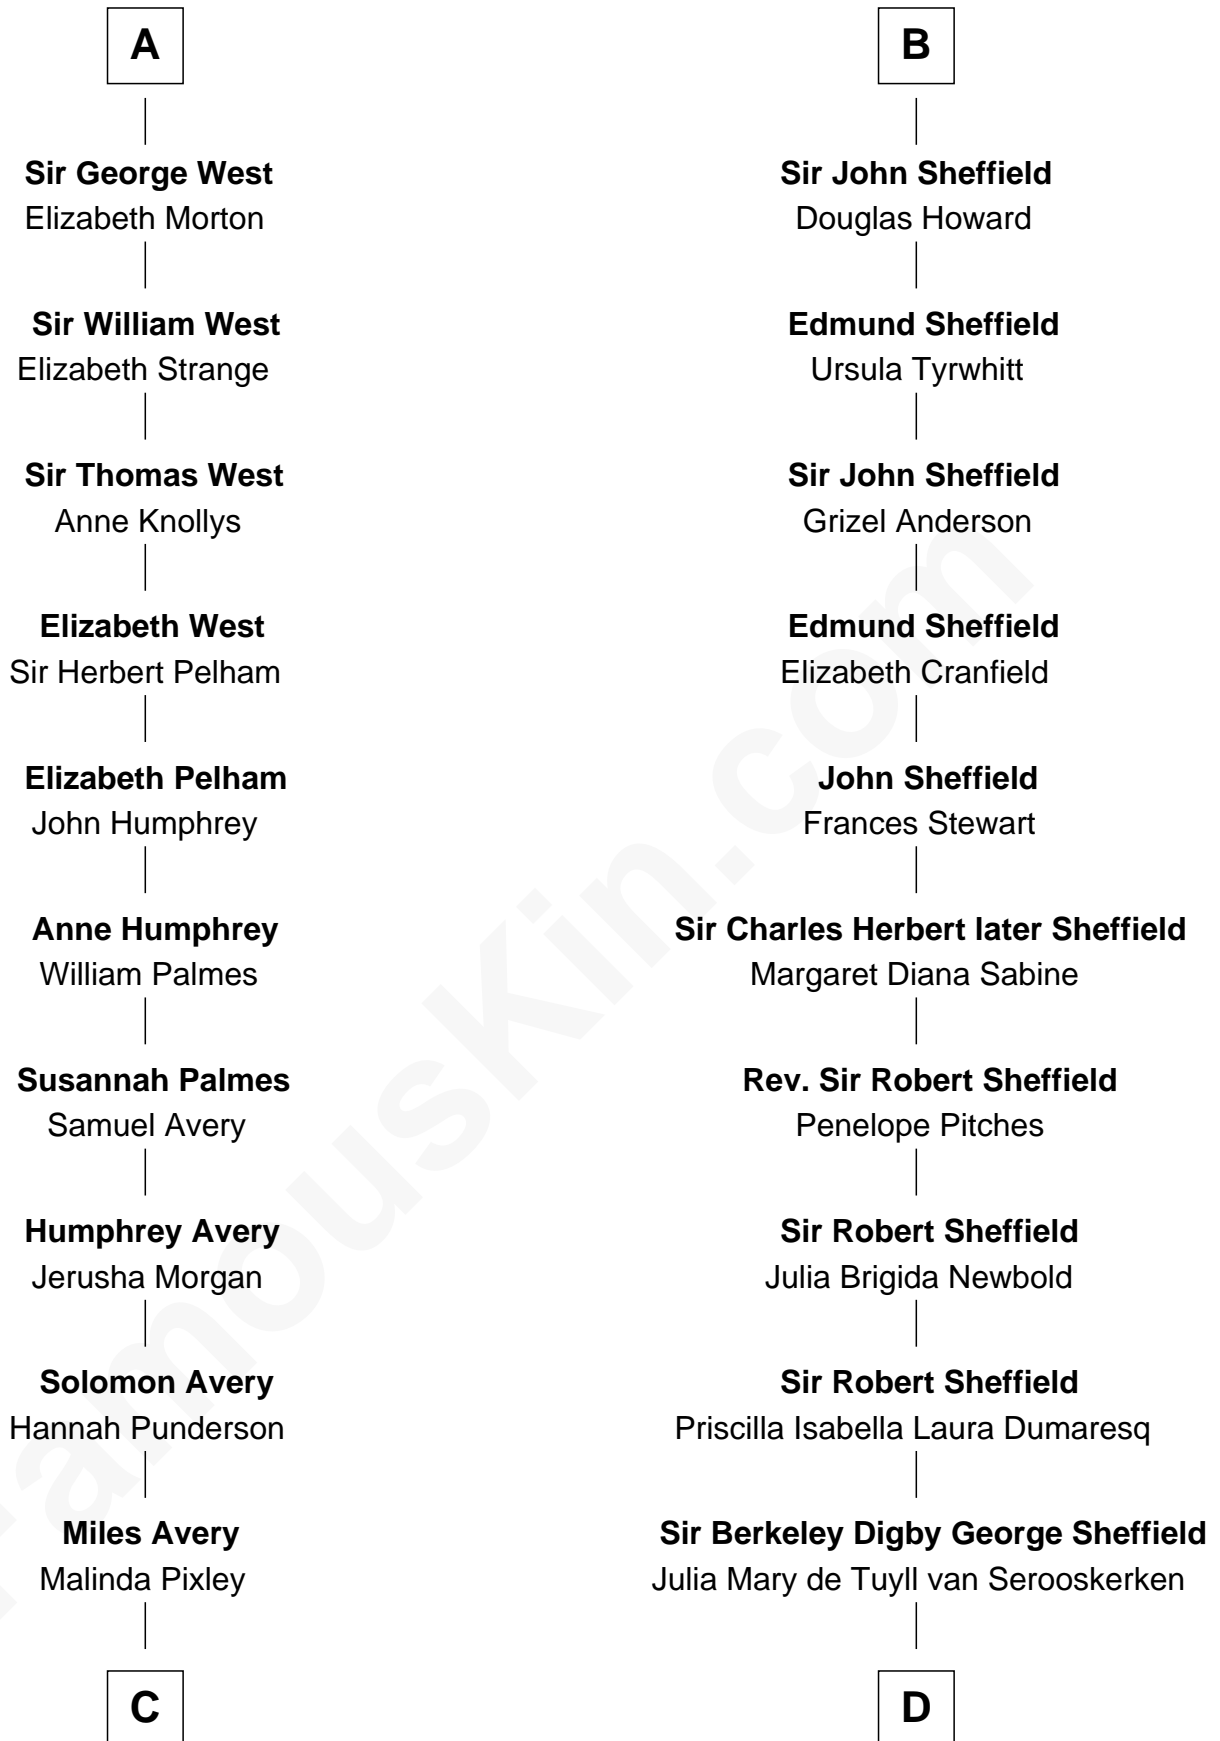 A
Sir George West
Elizabeth Morton
Sir William West
Elizabeth Strange
Sir Thomas West
Anne Knollys
Elizabeth West
Sir Herbert Pelham
Elizabeth Pelham
John Humphrey
Anne Humphrey
William Palmes
Susannah Palmes
Samuel Avery
Humphrey Avery
Jerusha Morgan
Solomon Avery
Hannah Punderson
Miles Avery
Malinda Pixley
C
B
Sir John Sheffield
Douglas Howard
Edmund Sheffield
Ursula Tyrwhitt
Sir John Sheffield
Grizel Anderson
Edmund Sheffield
Elizabeth Cranfield
John Sheffield
Frances Stewart
Sir Charles Herbert later Sheffield
Margaret Diana Sabine
Rev. Sir Robert Sheffield
Penelope Pitches
Sir Robert Sheffield
Julia Brigida Newbold
Sir Robert Sheffield
Priscilla Isabella Laura Dumaresq
Sir Berkeley Digby George Sheffield
Julia Mary de Tuyll van Serooskerken
D
FamousKin.com